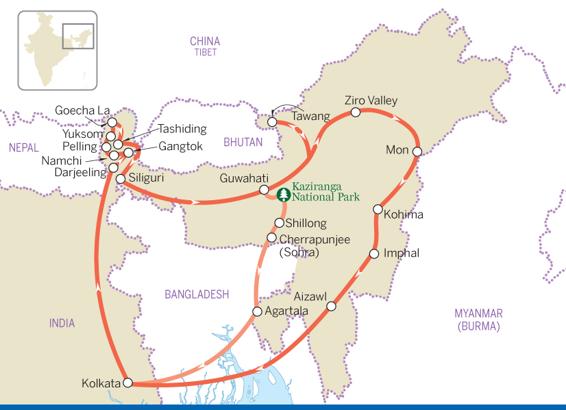 CHINA
TIBET
Goecha La
Yuksom
Pelling
Namchi
Darjeeling
Tashiding
Gangtok
Siliguri
NEPAL
BHUTAN
Tawang
Ziro Valley
Mon
Guwahati
Kaziranga
National Park
Kohima
Shillong
Cherrapunjee
(Sohra)
Imphal
Aizawl
BANGLADESH
Agartala
INDIA
MYANMAR
(BURMA)
Kolkata